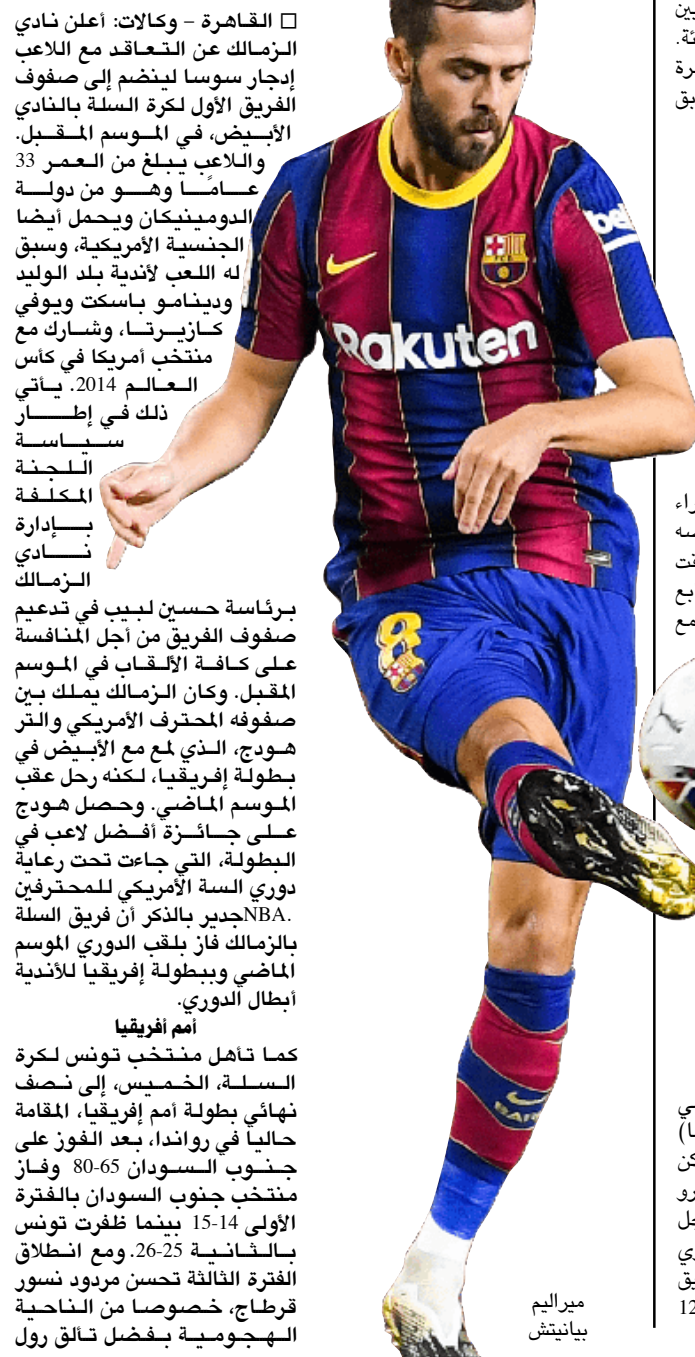 □ القاهرة – وكالات: أعلن نادي
الزمالك عن التعاقد مع اللاعب
إدجار سوسا لينضم إلى صفوف
الفريق الأول لكرة السلة بالنادي
الأبيض، في الموسم المقبل.
واللاعب يبلغ من العمر 33
عامًا وهو من دولة
الدومينيكان ويحمل أيضا
الجنسية الأمريكية، وسبق
له اللعب لأندية بلد الوليد
ودينامو باسكت ويوفي
كازيرتا، وشارك مع
منتخب أمريكا في كأس
العالم 2014. يأتي
ذلك في إطار
سياسة
اللجنة
المكلفة
بإدارة
نادي
الزمالك
برئاسة حسين لبيب في تدعيم
صفوف الفريق من أجل المنافسة
على كافة الألقاب في الموسم
المقبل. وكان الزمالك يملك بين
صفوفه المحترف الأمريكي والتر
هودج، الذي لمع مع الأبيض في
بطولة إفريقيا، لكنه رحل عقب
الموسم الماضي. وحصل هودج
على جائزة أفضل لاعب في
البطولة، التي جاءت تحت رعاية
دوري السة الأمريكي للمحترفين
.NBAجدير بالذكر أن فريق السلة
بالزمالك فاز بلقب الدوري الموسم
الماضي وببطولة إفريقيا للأندية
أبطال الدوري.
أمم أفريقيا
كما تأهل منتخب تونس لكرة
السلة، الخميس، إلى نصف
نهائي بطولة أمم إفريقيا، المقامة
حاليا في رواندا، بعد الفوز على
جنوب السودان 65-80 وفاز
منتخب جنوب السودان بالفترة
الأولى 14-15 بينما ظفرت تونس
بالثانية 25-26. ومع انطلاق
الفترة الثالثة تحسن مردود نسور
قرطاج، خصوصا من الناحية
الهجومية بفضل تألق رول
Rakuten
beko
FCB
8
BAR
ميراليم
بيانيتش
12